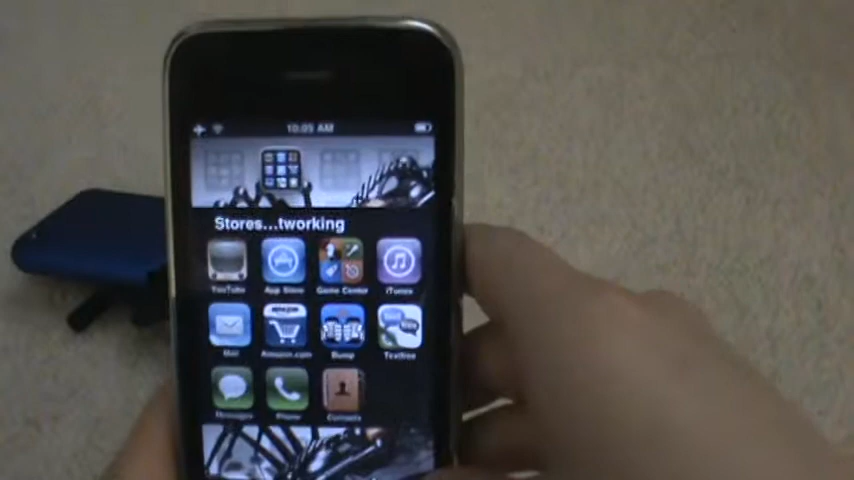 10:05 AM
Stores...tworking
YouTube App Store Game Center iTunes
Mail Amazon.com Bump Textfree
Messages Phone Contacts